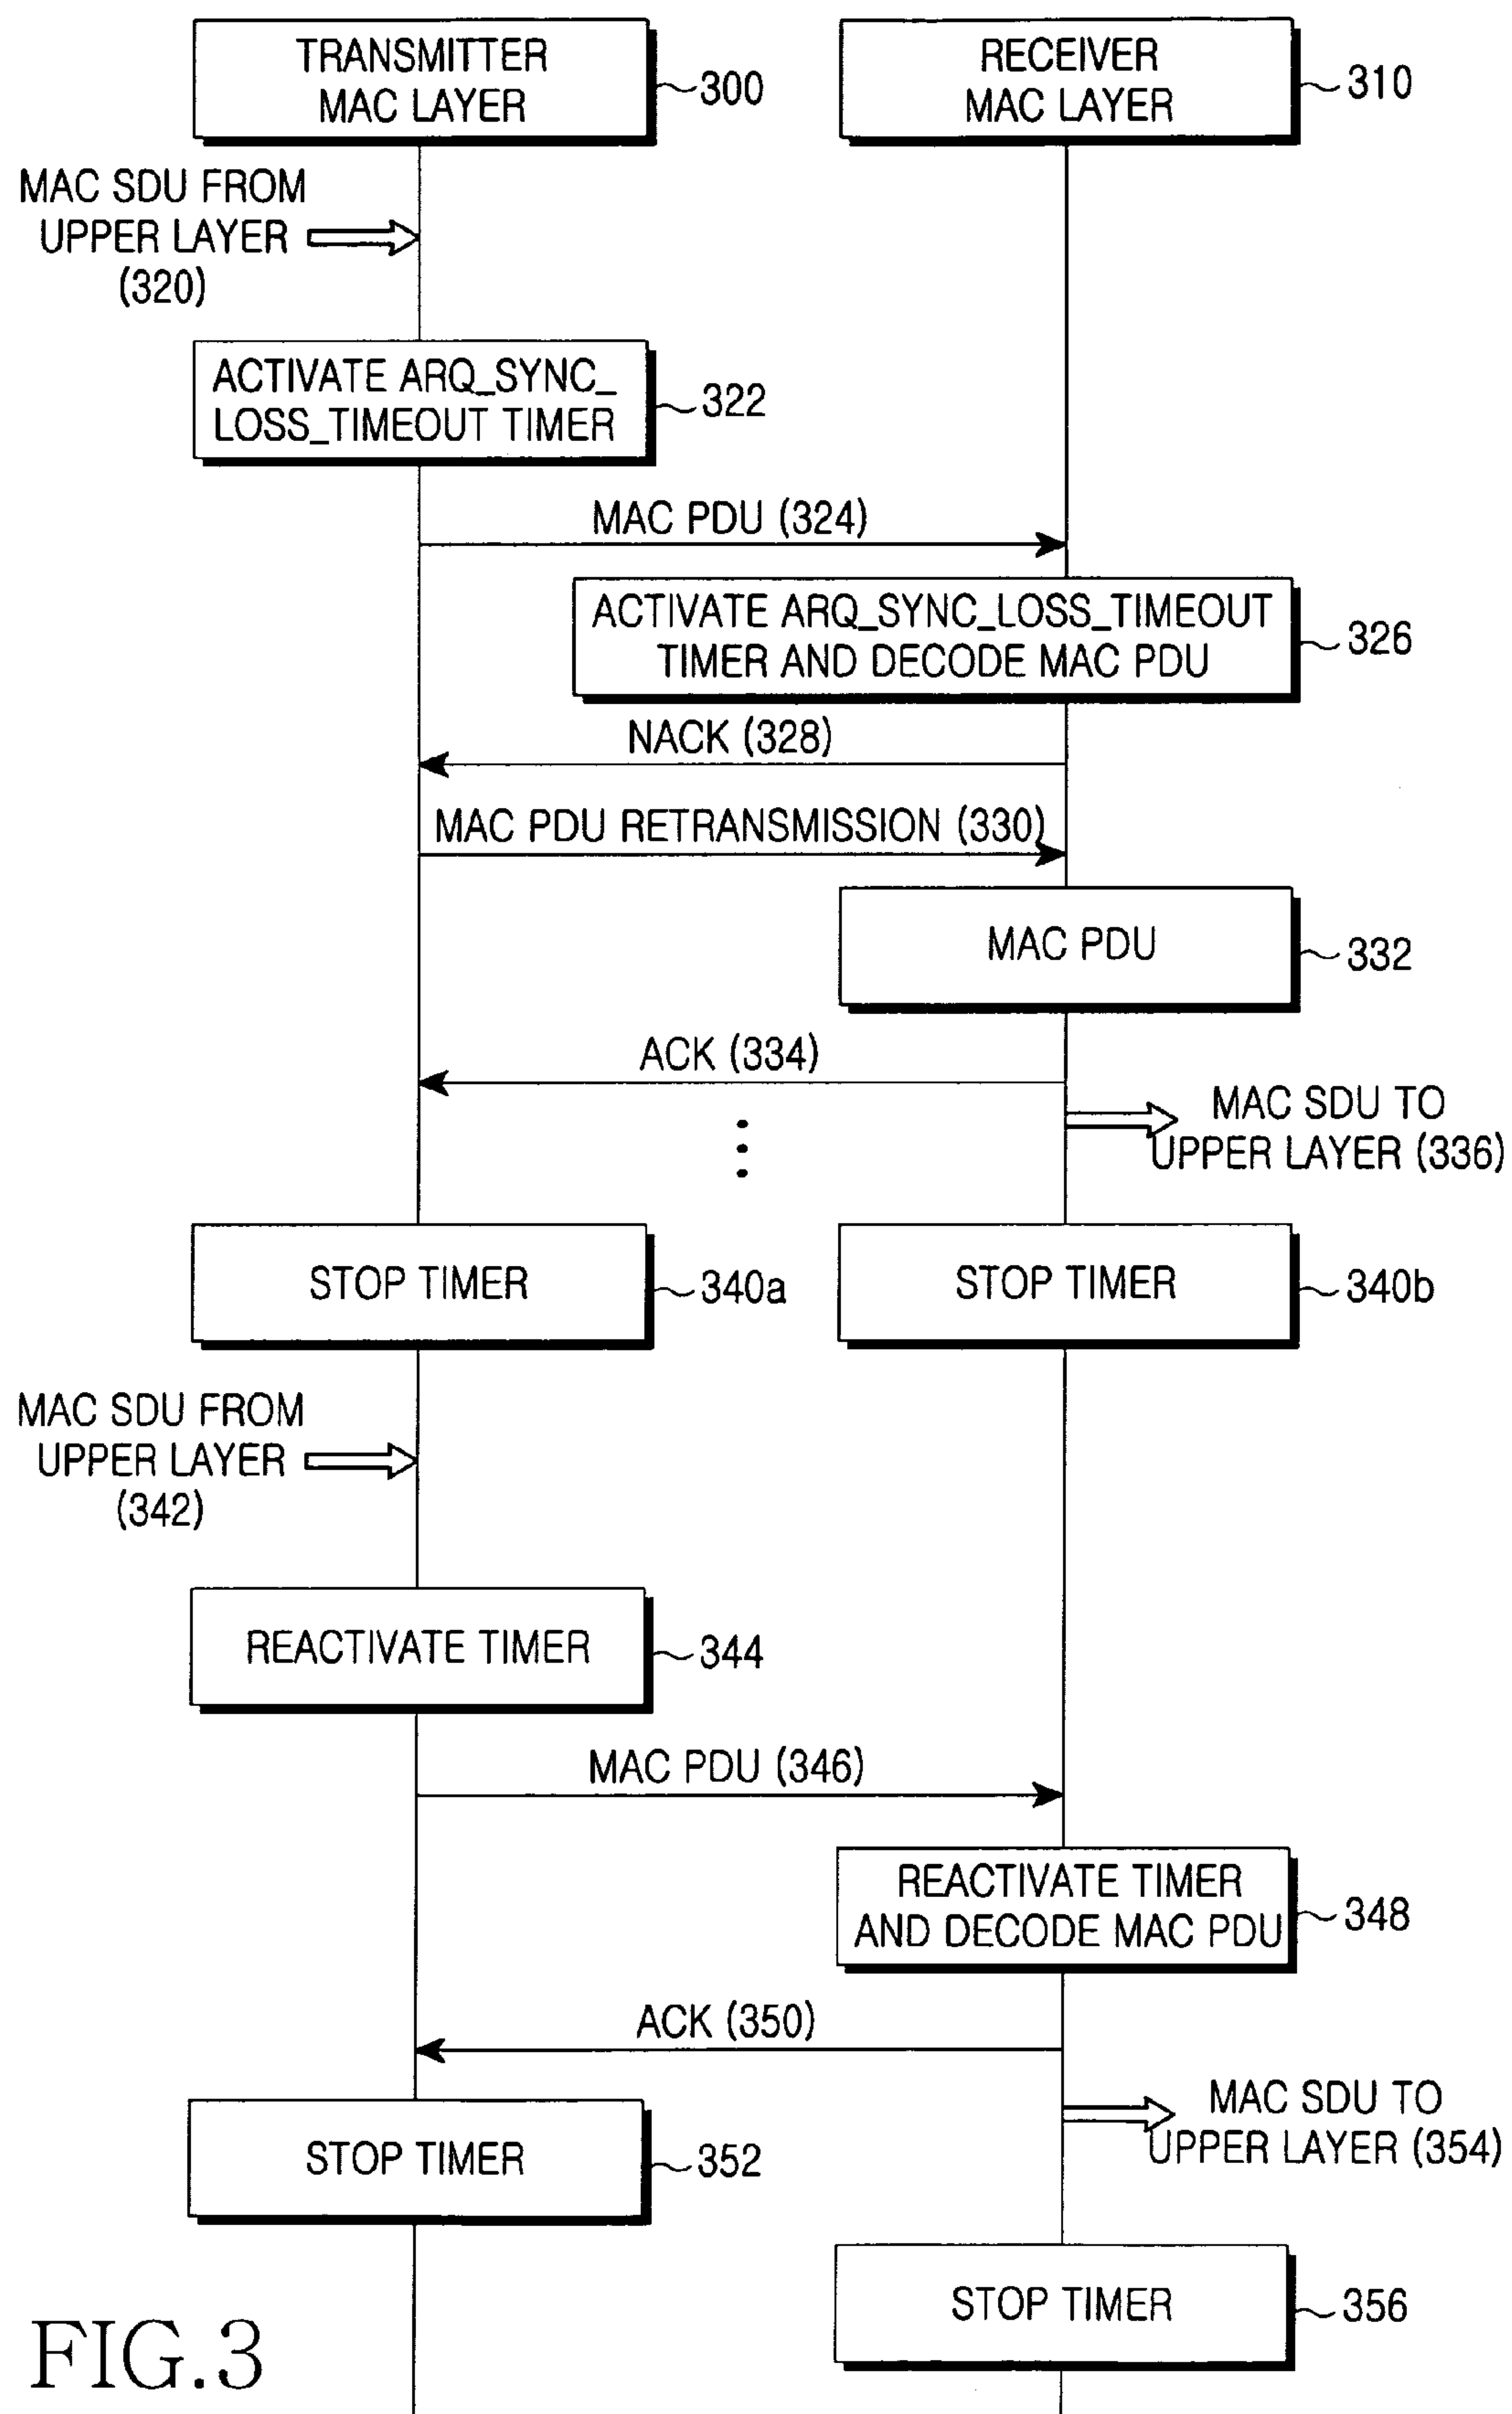 TRANSMITTER
MAC LAYER
300
RECEIVER
MAC LAYER
310
MAC SDU FROM
UPPER LAYER
(320)
ACTIVATE ARQ_SYNC_
LOSS_TIMEOUT TIMER
322
MAC PDU (324)
ACTIVATE ARQ_SYNC_LOSS_TIMEOUT
TIMER AND DECODE MAC PDU
326
NACK (328)
MAC PDU RETRANSMISSION (330)
MAC PDU
332
ACK (334)
MAC SDU TO
UPPER LAYER (336)
STOP TIMER
340a
STOP TIMER
340b
MAC SDU FROM
UPPER LAYER
(342)
REACTIVATE TIMER
344
MAC PDU (346)
REACTIVATE TIMER
AND DECODE MAC PDU
348
ACK (350)
MAC SDU TO
UPPER LAYER (354)
STOP TIMER
352
STOP TIMER
356
FIG.3